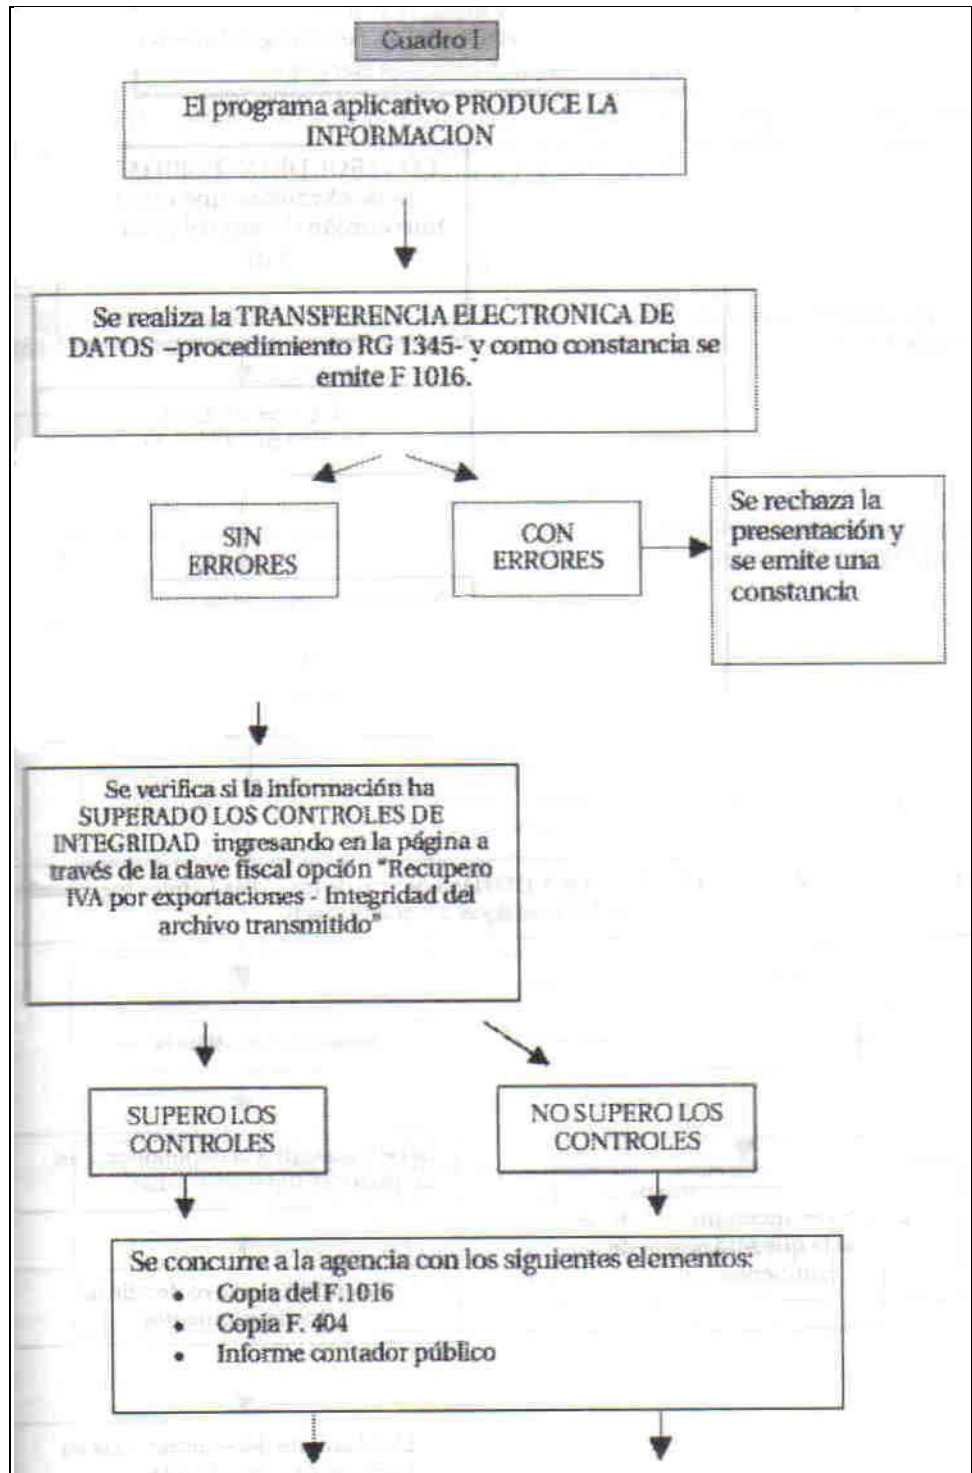 Cuadro I
El programa aplicativo PRODUCE LA
INFORMACION
Se realiza la TRANSFERENCIA ELECTRONICA DE
DATOS –procedimiento RG 1345- y como constancia se
emite F 1016.
SIN
ERRORES
CON
ERRORES
Se rechaza la
presentación y
se emite una
constancia
Se verifica si la información ha
SUPERADO LOS CONTROLES DE
INTEGRIDAD ingresando en la página a
través de la clave fiscal opción "Recupero
IVA por exportaciones - Integridad del
archivo transmitido"
SUPERO LOS
CONTROLES
NO SUPERO LOS
CONTROLES
Se concurre a la agencia con los siguientes elementos:
• Copia del F.1016
• Copia F. 404
• Informe contador público